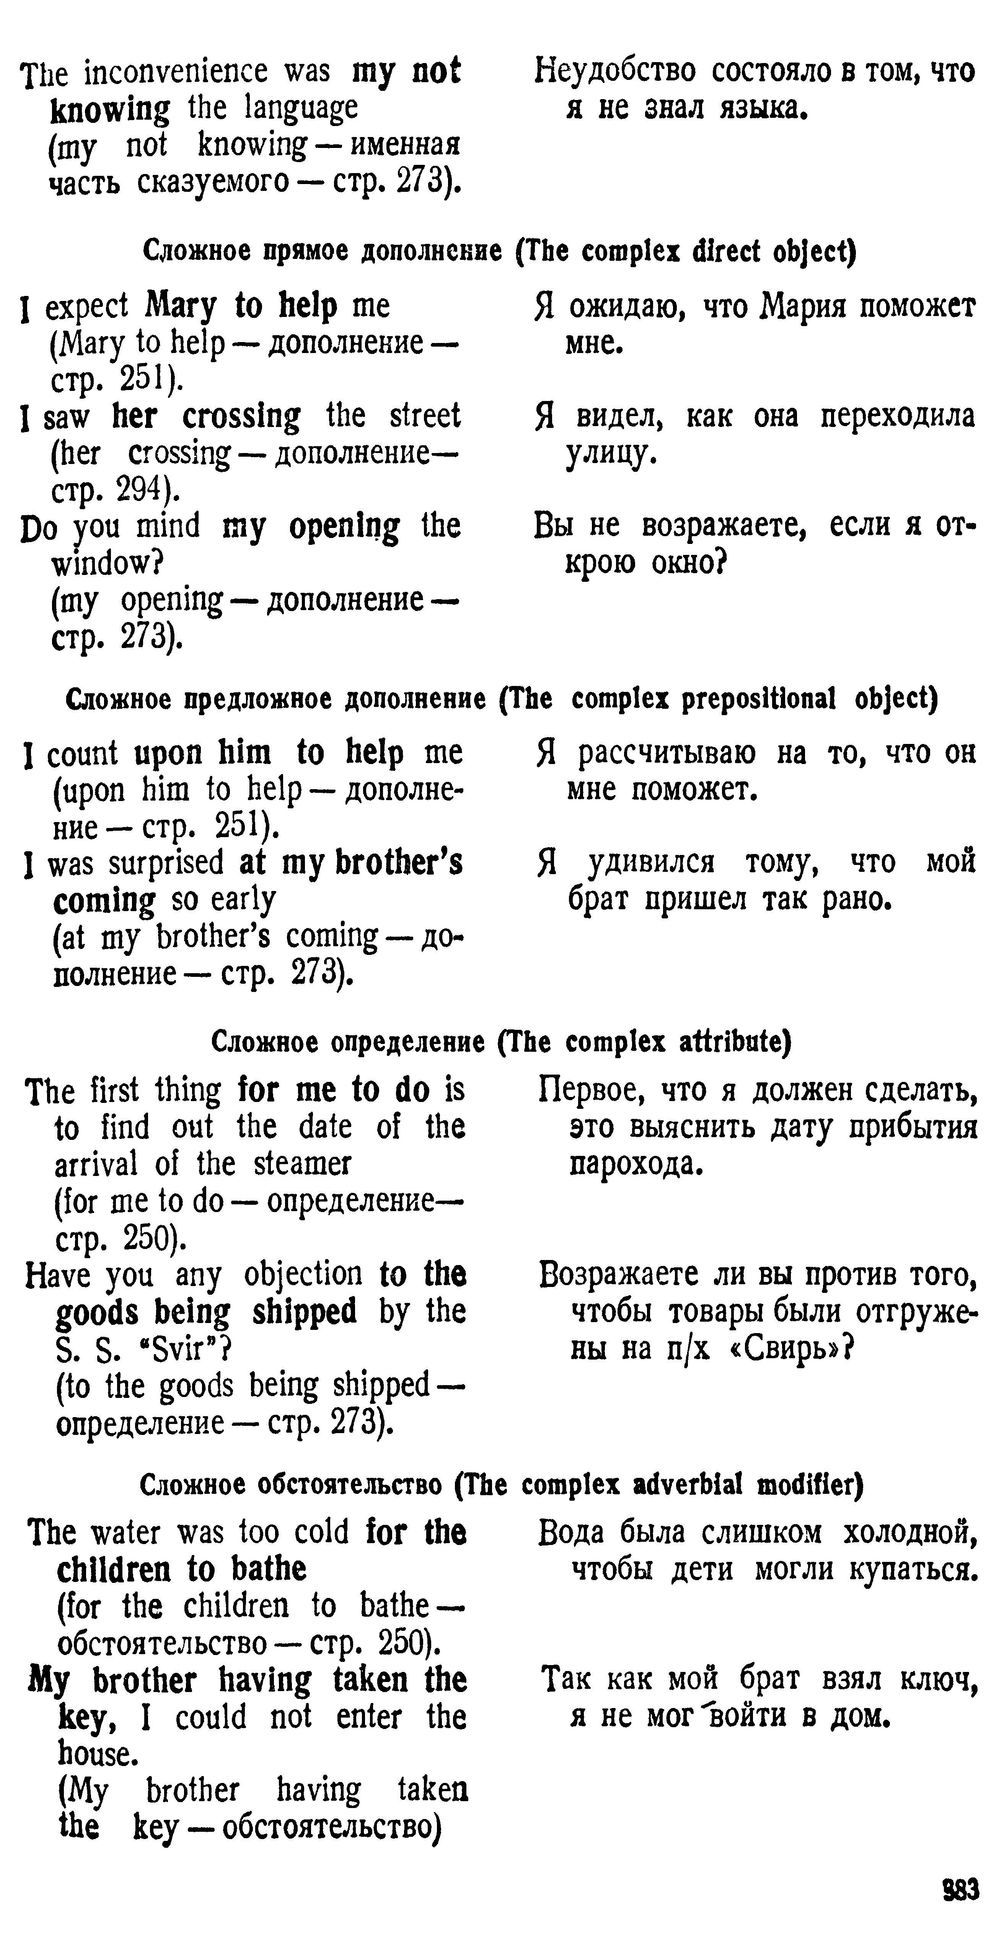 The inconvenience was my not
knowing the language
(my not knowing — именная
часть сказуемого — стр. 273).
Неудобство состояло в том, что
я не знал языка.
Сложное прямое дополнение (The complex direct object)
I expect Mary to help me
(Mary to help — дополнение —
стр. 251).
Я ожидаю, что Мария поможет
мне.
I saw her crossing the street
(her crossing — дополнение—
стр. 294).
Я видел, как она переходила
улицу.
Do you mind my opening the
window?
(my opening — дополнение —
стр. 273).
Вы не возражаете, если я от-
крою окно?
Сложное предложное дополнение (The complex prepositional object)
I count upon him to help me
(upon him to help — дополне-
ние — стр. 251).
Я рассчитываю на то, что он
мне поможет.
I was surprised at my brother's
coming so early
(at my brother's coming — до-
полнение — стр. 273).
Я удивился тому, что мой
брат пришел так рано.
Сложное определение (The complex attribute)
The first thing for me to do is
to find out the date of the
arrival of the steamer
(for me to do — определение—
стр. 250).
Первое, что я должен сделать,
это выяснить дату прибытия
парохода.
Have you any objection to the
goods being shipped by the
S. S. “Svir”?
(to the goods being shipped —
определение — стр. 273).
Возражаете ли вы против того,
чтобы товары были отгруже-
ны на п/х «Свирь»?
Сложное обстоятельство (The complex adverbial modifier)
The water was too cold for the
children to bathe
(for the children to bathe —
обстоятельство — стр. 250).
Вода была слишком холодной,
чтобы дети могли купаться.
My brother having taken the
key, I could not enter the
house.
(My brother having taken
the key — обстоятельство)
Так как мой брат взял ключ,
я не мог войти в дом.
383